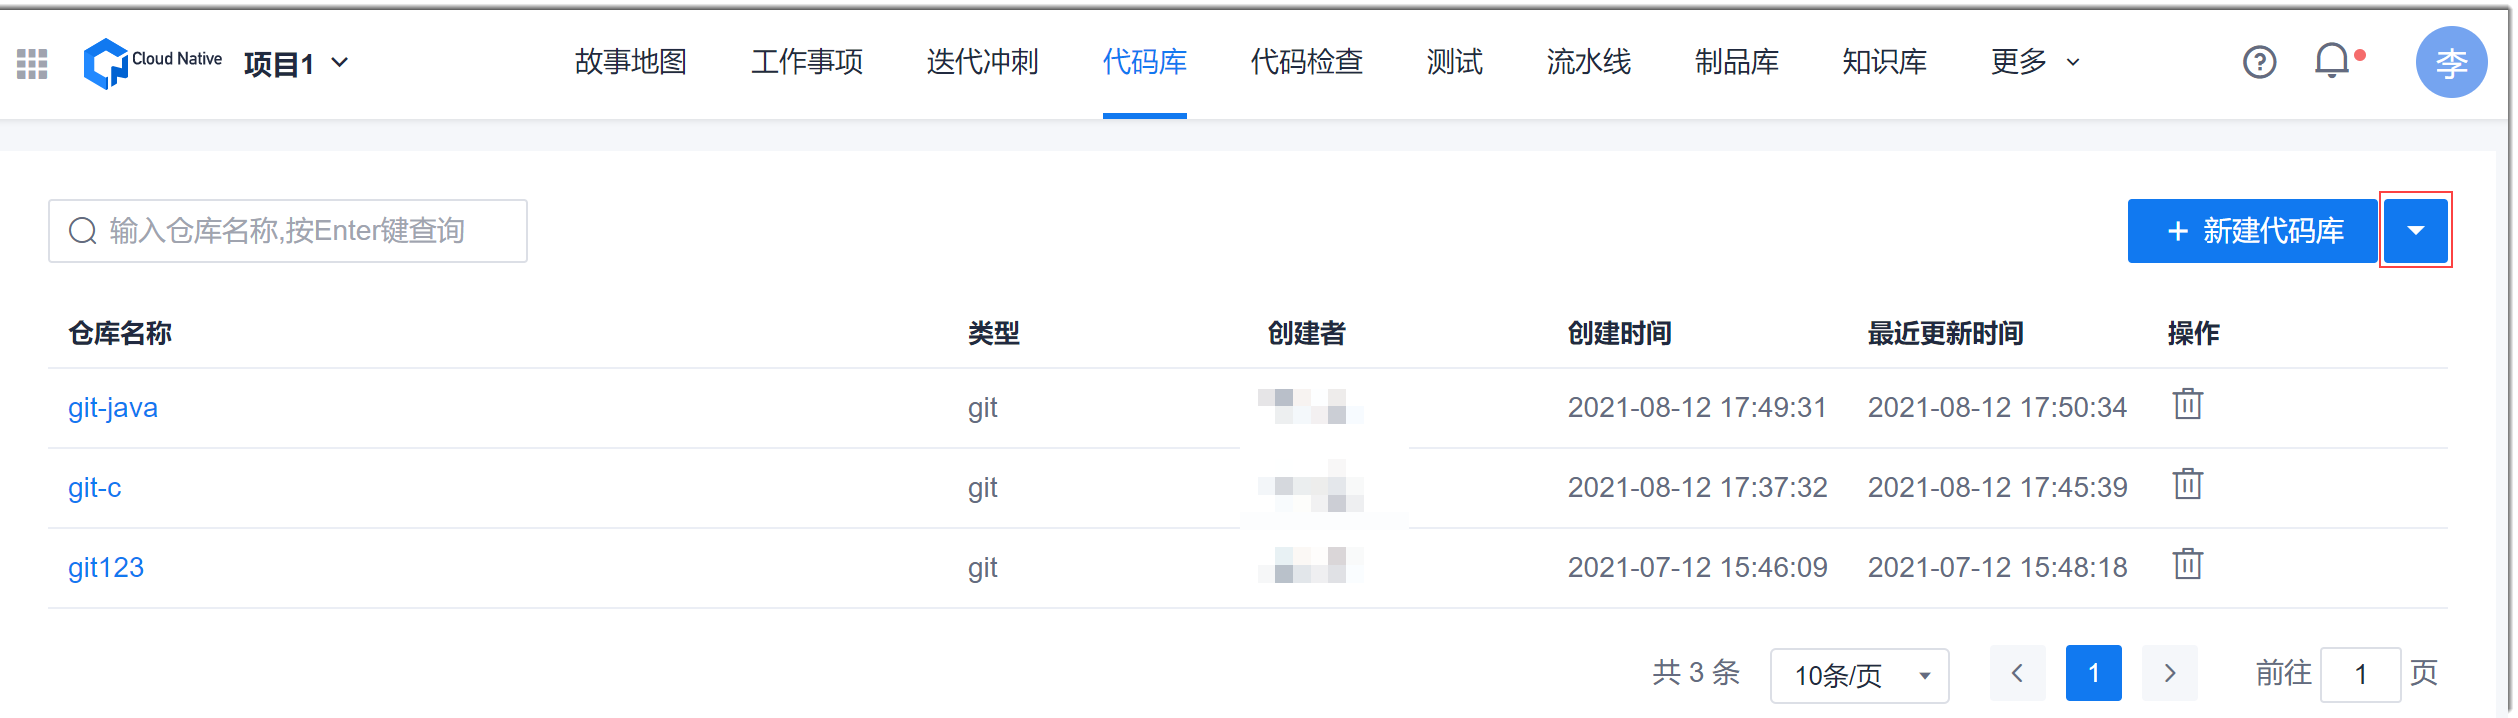 Cloud Native 项目1 故事地图 工作事项 迭代冲刺 代码库 代码检查 测试 流水线 制品库 知识库 更多 李
输入仓库名称,按Enter键查询 + 新建代码库
仓库名称 类型 创建者 创建时间 最近更新时间 操作
git-java git 2021-08-12 17:49:31 2021-08-12 17:50:34
git-c git 2021-08-12 17:37:32 2021-08-12 17:45:39
git123 git 2021-07-12 15:46:09 2021-07-12 15:48:18
共 3 条 10条/页 1 前往 1 页